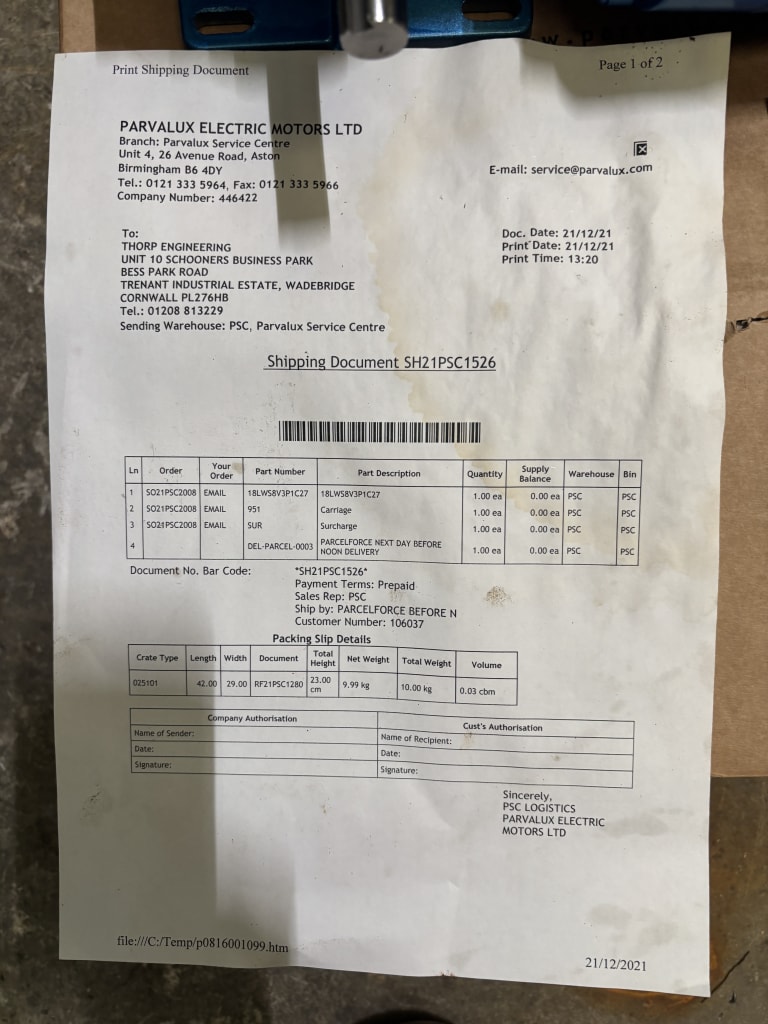 Print Shipping Document
Page 1 of 2
PARVALUX ELECTRIC MOTORS LTD
Branch: Parvalux Service Centre
Unit 4, 26 Avenue Road, Aston
Birmingham B6 4DY
Tel.: 0121 333 5964, Fax: 0121 333 5966
Company Number: 446422
E-mail: service@parvalux.com
To:
THORP ENGINEERING
UNIT 10 SCHOONERS BUSINESS PARK
BESS PARK ROAD
TRENANT INDUSTRIAL ESTATE, WADEBRIDGE
CORNWALL PL276HB
Tel.: 01208 813229
Sending Warehouse: PSC, Parvalux Service Centre
Doc. Date: 21/12/21
Print Date: 21/12/21
Print Time: 13:20
Shipping Document SH21PSC1526
Ln Order Your Order Part Number Part Description Quantity Supply Balance Warehouse Bin
1 SO21PSC2008 EMAIL 18LWS8V3P1C27 18LWS8V3P1C27 1.00 ea 0.00 ea PSC PSC
2 SO21PSC2008 EMAIL 951 Carriage 1.00 ea 0.00 ea PSC PSC
3 SO21PSC2008 EMAIL SUR Surcharge 1.00 ea 0.00 ea PSC PSC
4 DEL-PARCEL-0003 PARCELFORCE NEXT DAY BEFORE NOON DELIVERY 1.00 ea 0.00 ea PSC PSC
Document No. Bar Code: *SH21PSC1526*
Payment Terms: Prepaid
Sales Rep: PSC
Ship by: PARCELFORCE BEFORE N
Customer Number: 106037
Packing Slip Details
Crate Type Length Width Document Total Height Net Weight Total Weight Volume
025101 42.00 29.00 RF21PSC1280 23.00 cm 9.99 kg 10.00 kg 0.03 cbm
Company Authorisation Cust's Authorisation
Name of Sender: Name of Recipient:
Date: Date:
Signature: Signature:
Sincerely,
PSC LOGISTICS
PARVALUX ELECTRIC
MOTORS LTD
file:///C:/Temp/p0816001099.htm
21/12/2021